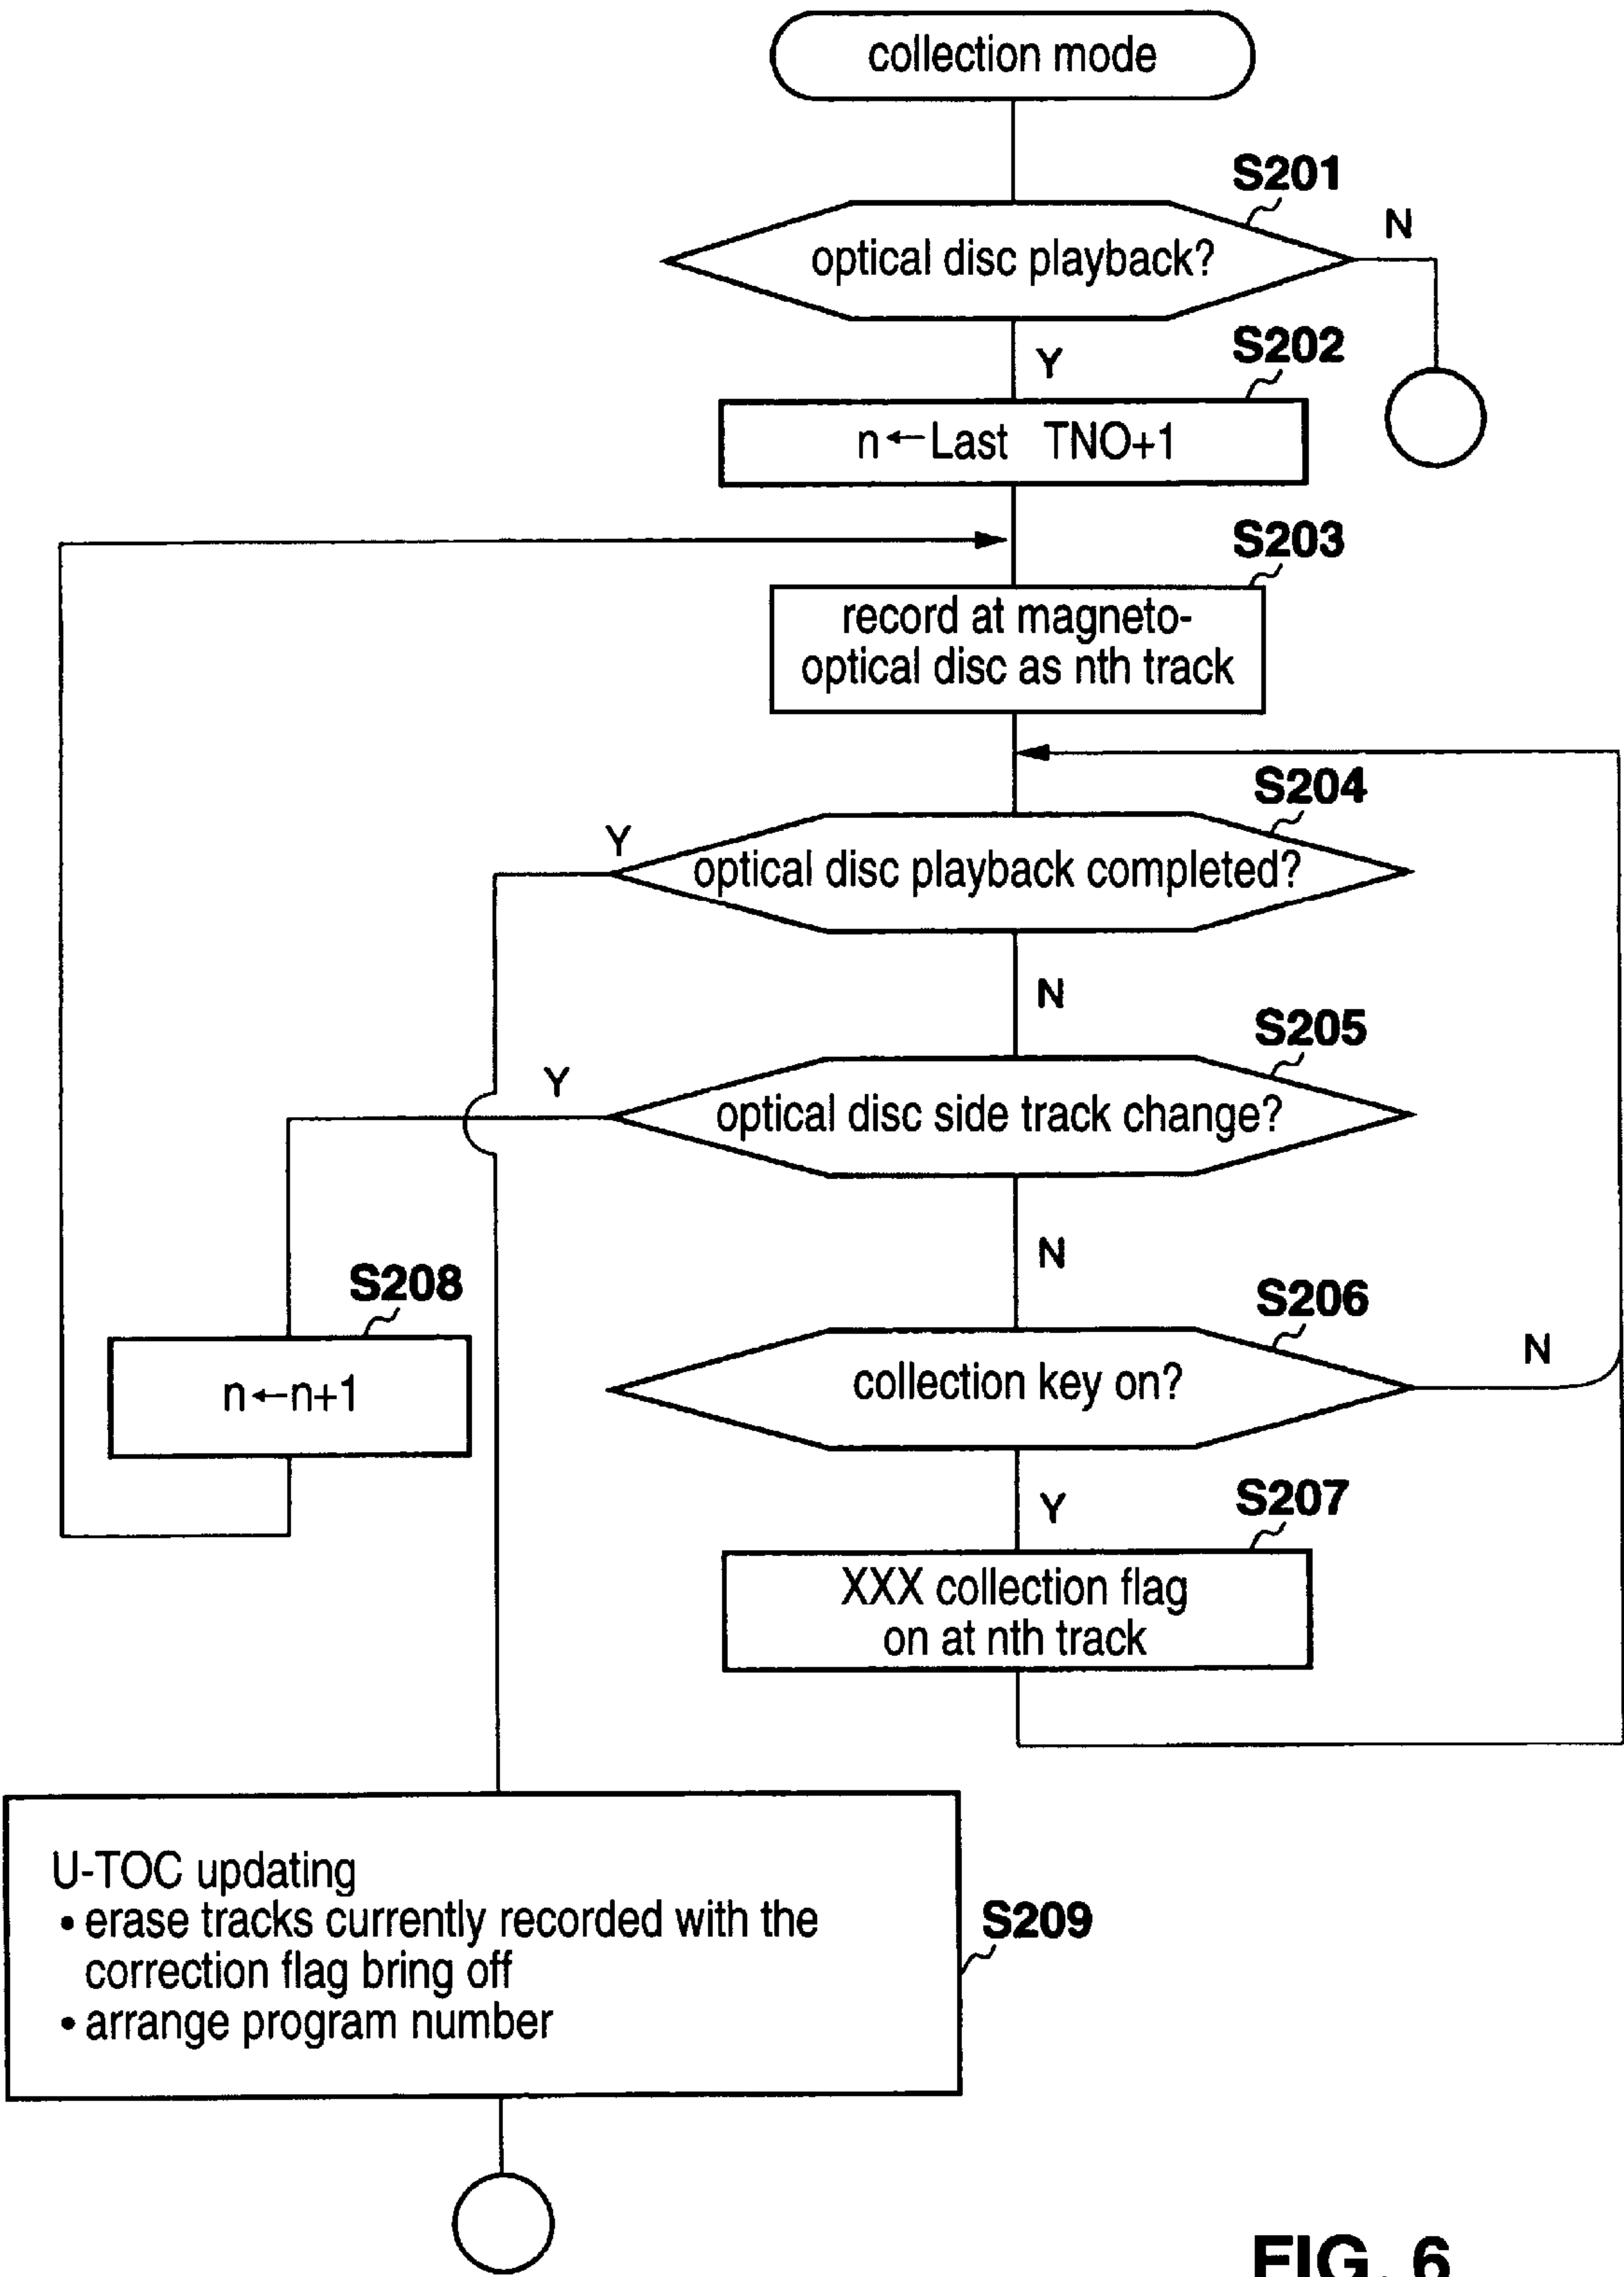 collection mode
S201
optical disc playback?
N
Y
S202
n←Last TNO+1
S203
record at magneto-
optical disc as nth track
S204
Y
optical disc playback completed?
N
S205
Y
optical disc side track change?
N
S208
n←n+1
S206
collection key on?
N
Y
S207
XXX collection flag
on at nth track
U-TOC updating
• erase tracks currently recorded with the
correction flag bring off
• arrange program number
S209
FIG. 6